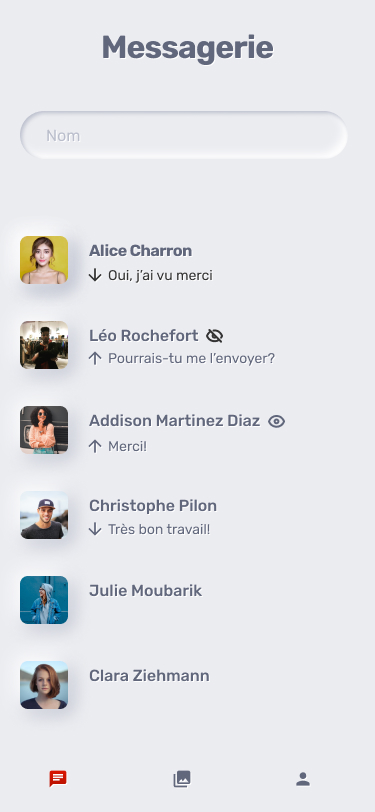 Messagerie
Nom
Alice Charron
Oui, j’ai vu merci
Léo Rochefort
Pourrais-tu me l’envoyer?
Addison Martinez Diaz
Merci!
Christophe Pilon
Très bon travail!
Julie Moubarik
Clara Ziehmann